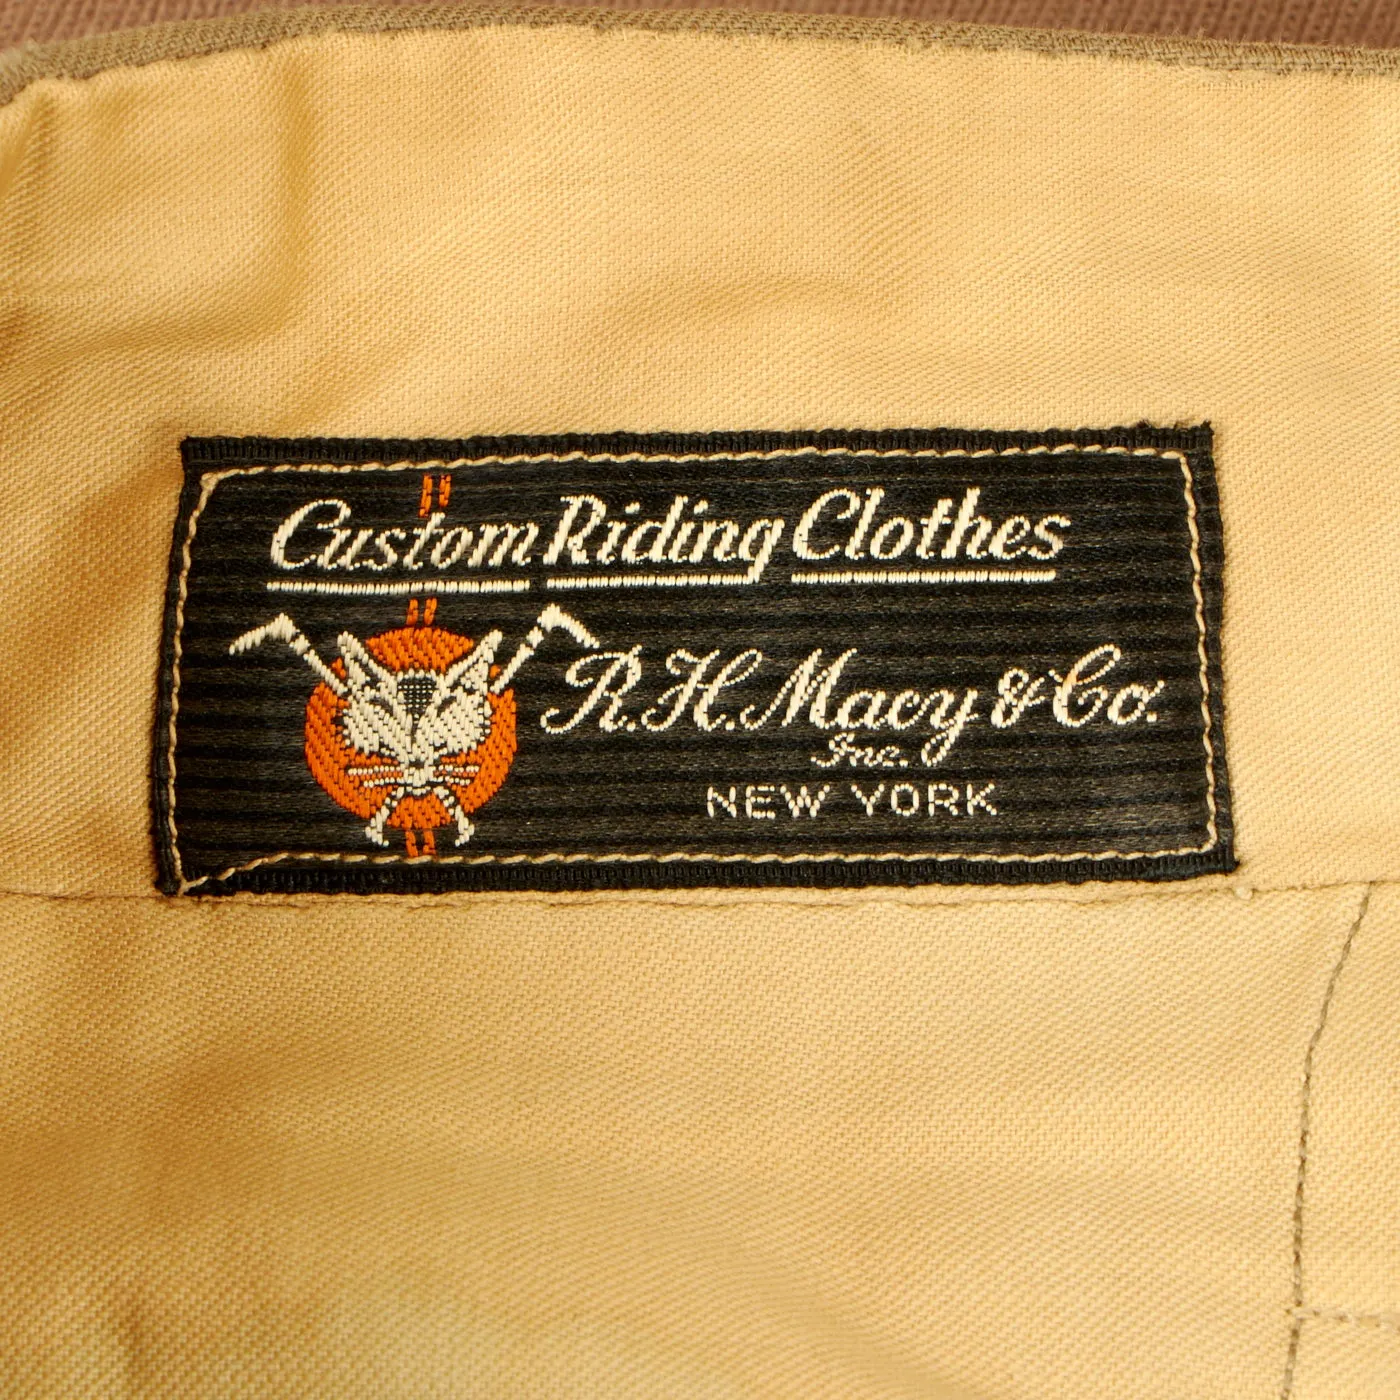 Custom Riding Clothes
R.H. Macy & Co.
Inc.
NEW YORK